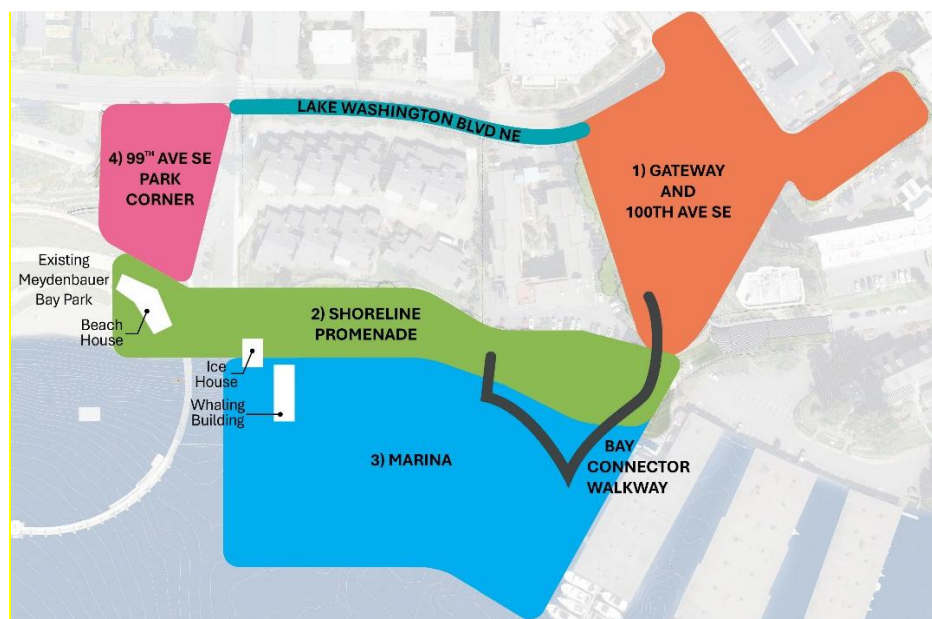 LAKE WASHINGTON BLVD NE
4) 99TH AVE SE
PARK
CORNER
1) GATEWAY
AND
100TH AVE SE
Existing
Meydenbauer
Bay Park
Beach
House
2) SHORELINE
PROMENADE
Ice
House
Whaling
Building
3) MARINA
BAY
CONNECTOR
WALKWAY